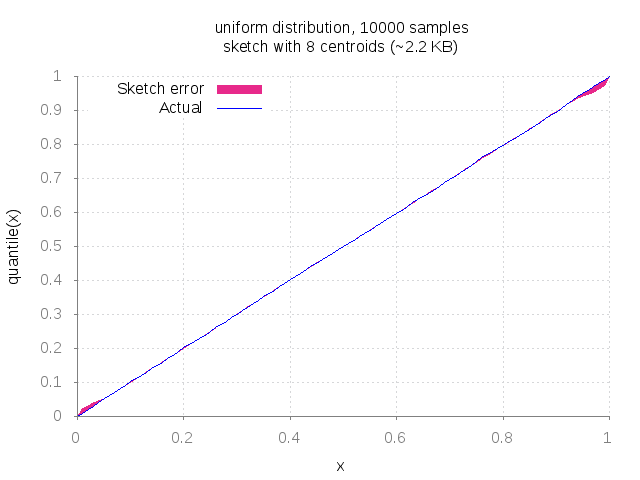 uniform distribution, 10000 samples
sketch with 8 centroids (~2.2 KB)
Sketch error
Actual
1
0.9
0.8
0.7
0.6
0.5
0.4
0.3
0.2
0.1
0
quantile(x)
0 0.2 0.4 0.6 0.8 1
x